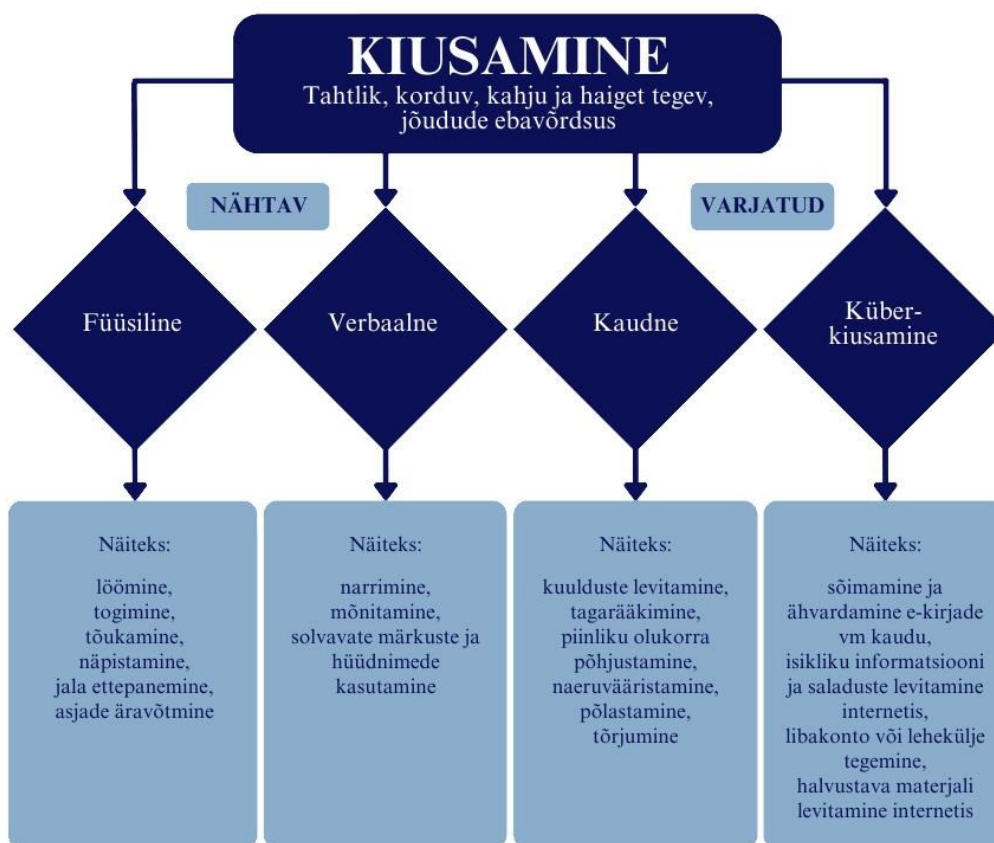 KIUSAMINE
Tahtlik, korduv, kahju ja haiget tegev,
jõudude ebavõrdsus
NÄHTAV
VARJATUD
Füüsiline
Verbaalne
Kaudne
Küber-
kiusamine
Näiteks:
löömine,
togimine,
tõukamine,
näpistamine,
jala ettepanemine,
asjade äravõtmine
Näiteks:
narrimine,
mõnitamine,
solvavate märkuste ja
hüüdnimede
kasutamine
Näiteks:
kuulduste levitamine,
tagarääkimine,
piinliku olukorra
põhjustamine,
naeruvääristamine,
põlastamine,
tõrjumine
Näiteks:
sõimamine ja
ähvardamine e-kirjade
vm kaudu,
isikliku informatsiooni
ja saladuste levitamine
internetis,
libakonto või lehekülje
tegemine,
halvustava materjali
levitamine internetis